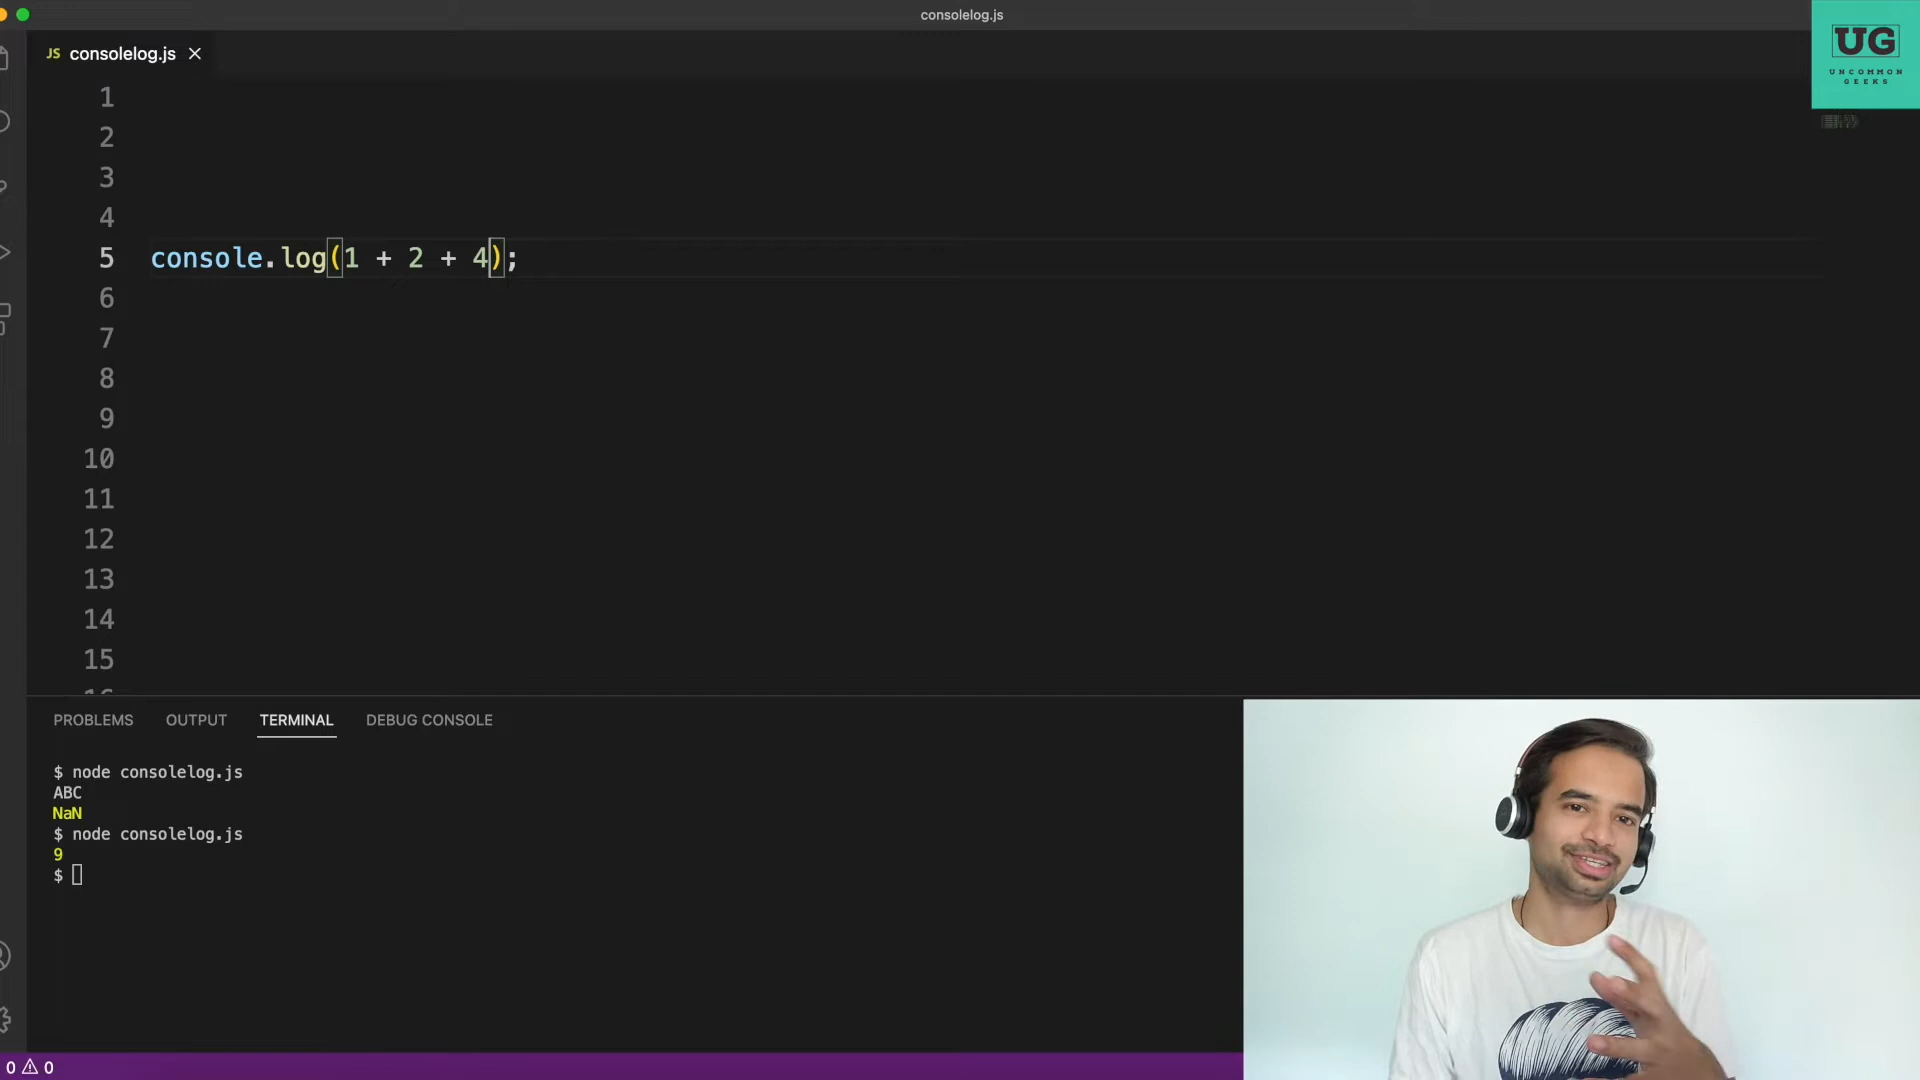 consolelog.js
UG
UNCOMMON
GEEKS
JS consolelog.js
1
2
3
4
5 console.log(1 + 2 + 4);
6
7
8
9
10
11
12
13
14
15
16
PROBLEMS OUTPUT TERMINAL DEBUG CONSOLE
$ node consolelog.js
ABC
NaN
$ node consolelog.js
9
$
0 0